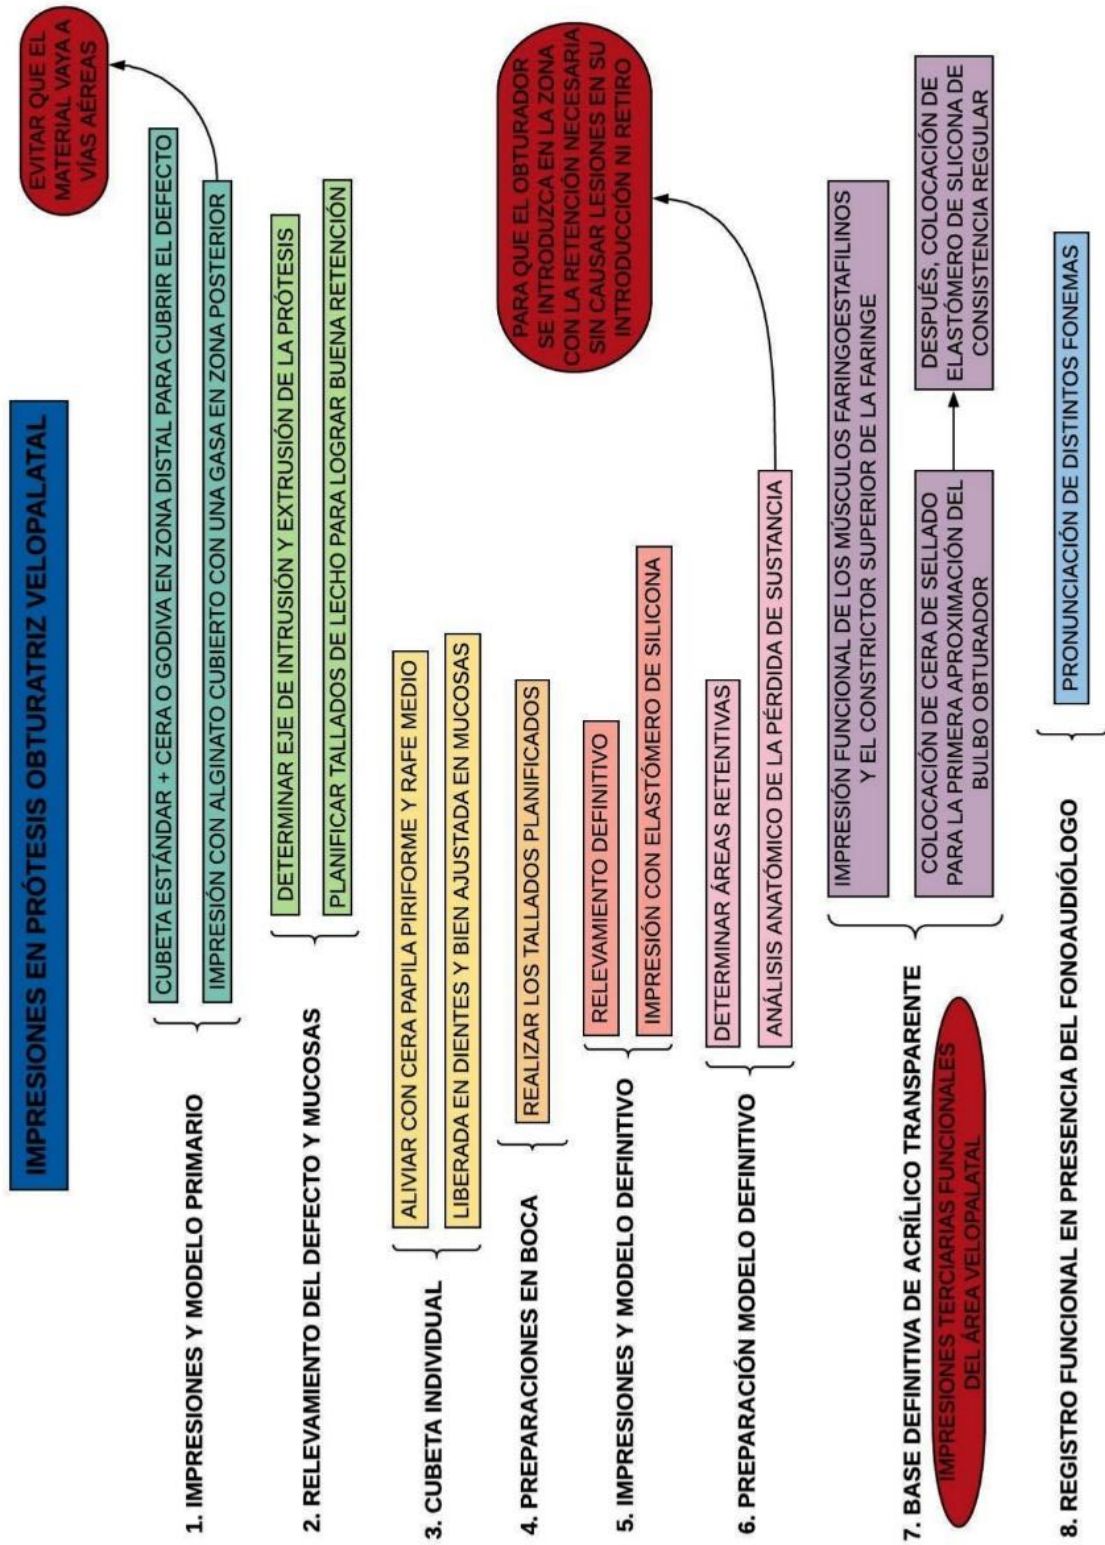 IMPRESIONES EN PRÓTESIS OBTURATRIZ VELOPALATAL
1. IMPRESIONES Y MODELO PRIMARIO
CUBETA ESTÁNDAR + CERA O GODIVA EN ZONA DISTAL PARA CUBRIR EL DEFECTO
IMPRESIÓN CON ALGINATO CUBIERTO CON UNA GASA EN ZONA POSTERIOR
EVITAR QUE EL
MATERIAL VAYA A
VÍAS AÉREAS
2. RELEVAMIENTO DEL DEFECTO Y MUCOSAS
DETERMINAR EJE DE INTRUSIÓN Y EXTRUSIÓN DE LA PRÓTESIS
PLANIFICAR TALLADOS DE LECHO PARA LOGRAR BUENA RETENCIÓN
3. CUBETA INDIVIDUAL
ALIVIAR CON CERA PAPILA PIRIFORME Y RAFE MEDIO
LIBERADA EN DIENTES Y BIEN AJUSTADA EN MUCOSAS
4. PREPARACIONES EN BOCA
REALIZAR LOS TALLADOS PLANIFICADOS
5. IMPRESIONES Y MODELO DEFINITIVO
RELEVAMIENTO DEFINITIVO
IMPRESIÓN CON ELASTÓMERO DE SILICONA
6. PREPARACIÓN MODELO DEFINITIVO
DETERMINAR ÁREAS RETENTIVAS
ANÁLISIS ANATÓMICO DE LA PÉRDIDA DE SUSTANCIA
PARA QUE EL OBTURADOR
SE INTRODUZCA EN LA ZONA
CON LA RETENCIÓN NECESARIA
SIN CAUSAR LESIONES EN SU
INTRODUCCIÓN NI RETIRO
7. BASE DEFINITIVA DE ACRÍLICO TRANSPARENTE
IMPRESIONES TERCIARIAS FUNCIONALES
DEL ÁREA VELOPALATAL
IMPRESIÓN FUNCIONAL DE LOS MÚSCULOS FARINGOESTAFILINOS
Y EL CONSTRICTOR SUPERIOR DE LA FARINGE
COLOCACIÓN DE CERA DE SELLADO
PARA LA PRIMERA APROXIMACIÓN DEL
BULBO OBTURADOR
DESPUÉS, COLOCACIÓN DE
ELASTÓMERO DE SLICONA DE
CONSISTENCIA REGULAR
8. REGISTRO FUNCIONAL EN PRESENCIA DEL FONOAUDIÓLOGO
PRONUNCIACIÓN DE DISTINTOS FONEMAS